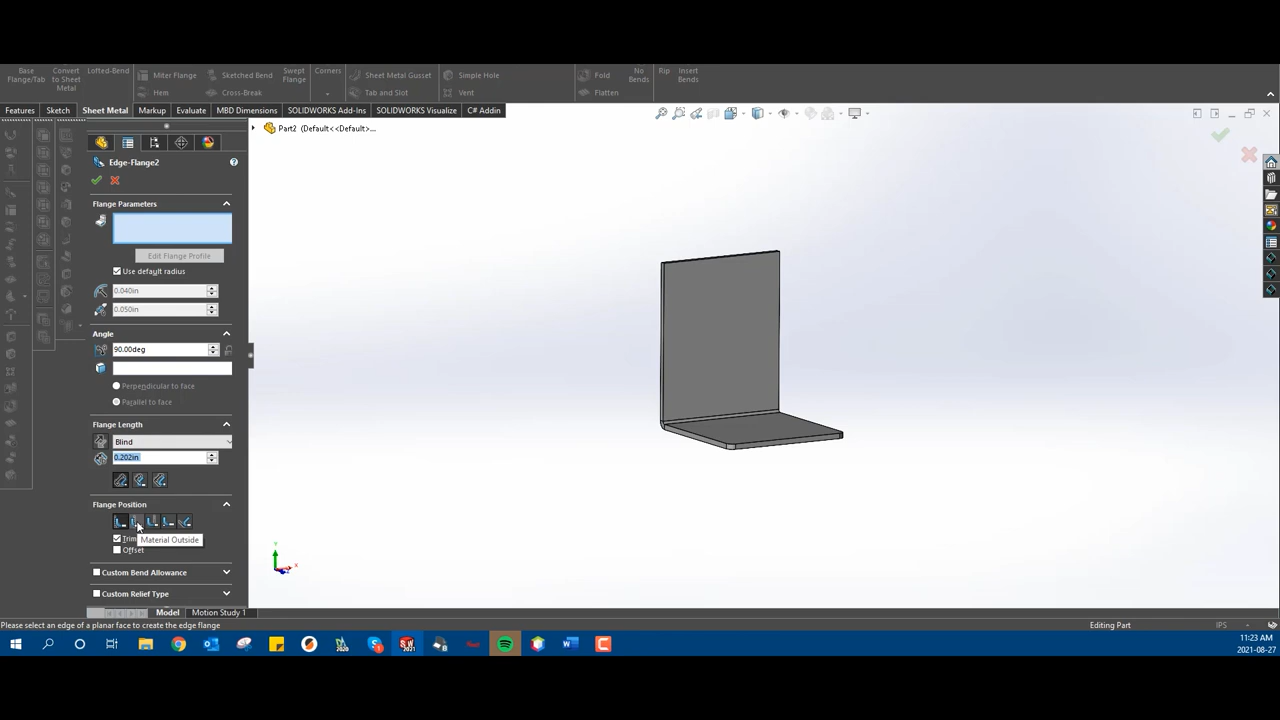 Base Flange/Tab
Convert to Sheet Metal
Lofted-Bend
Miter Flange
Hem
Sketched Bend
Cross-Break
Swept Flange
Corners
Sheet Metal Gusset
Tab and Slot
Simple Hole
Vent
Fold
Flatten
No Bends
Rip
Insert Bends
Features
Sketch
Sheet Metal
Markup
Evaluate
MBD Dimensions
SOLIDWORKS Add-Ins
SOLIDWORKS Visualize
C# Addin
Part2 (Default<<Default>...
Edge-Flange2
Flange Parameters
Edit Flange Profile
Use default radius
0.040in
0.050in
Angle
90.00deg
Perpendicular to face
Parallel to face
Flange Length
Blind
0.202in
Flange Position
Trim
Material Outside
Offset
Custom Bend Allowance
Custom Relief Type
Model
Motion Study 1
Please select an edge of a planar face to create the edge flange
Editing Part
IPS
11:23 AM
2021-08-27